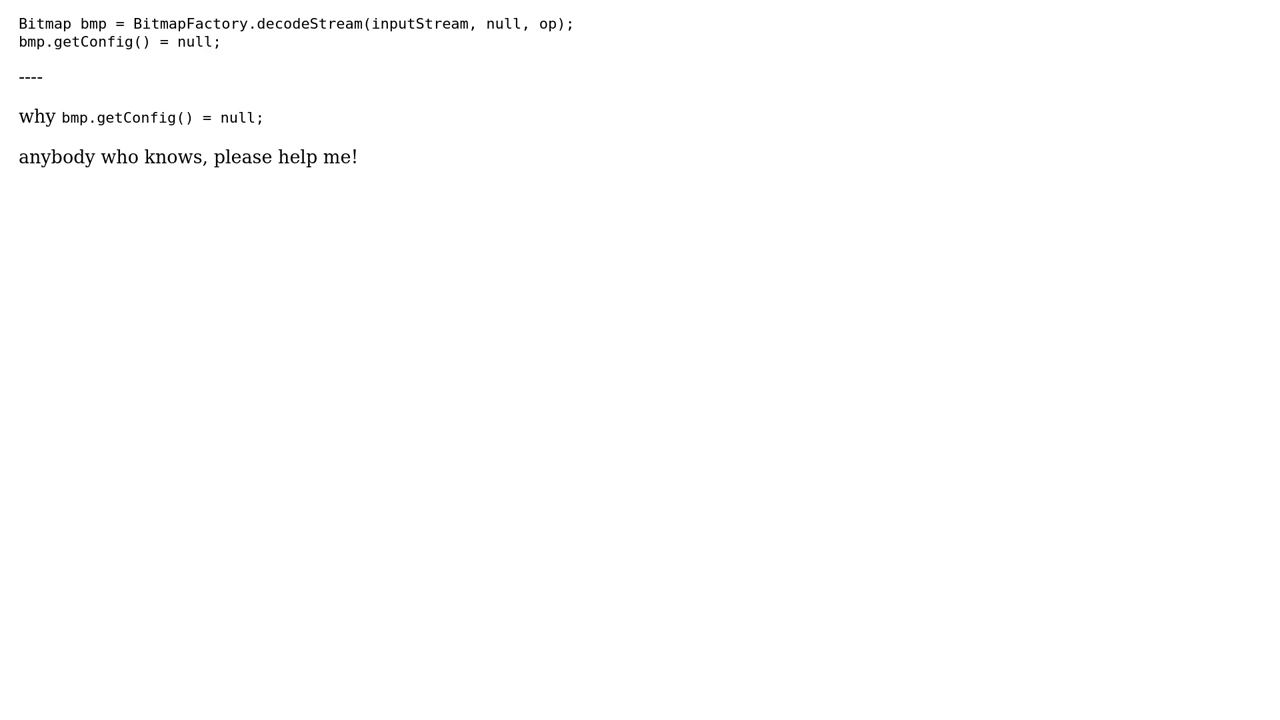 Bitmap bmp = BitmapFactory.decodeStream(inputStream, null, op);
bmp.getConfig() = null;
----
why bmp.getConfig() = null;
anybody who knows, please help me!